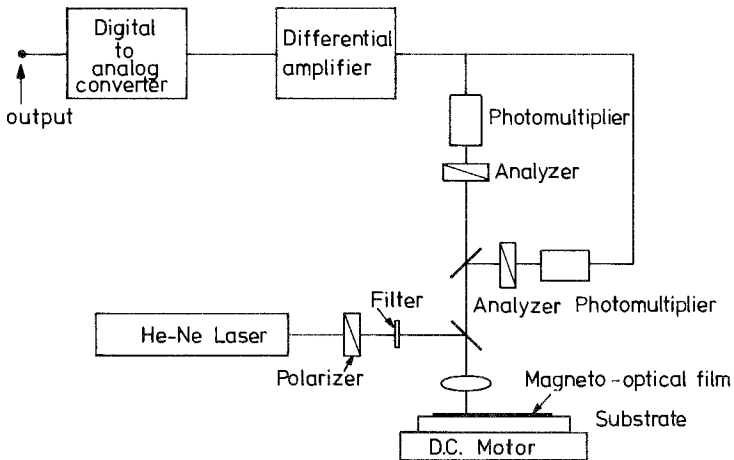 Digital
to
analog
converter
Differential
amplifier
output
Photomultiplier
Analyzer
Filter
Analyzer Photomultiplier
He-Ne Laser
Polarizer
Magneto-optical film
Substrate
D.C. Motor